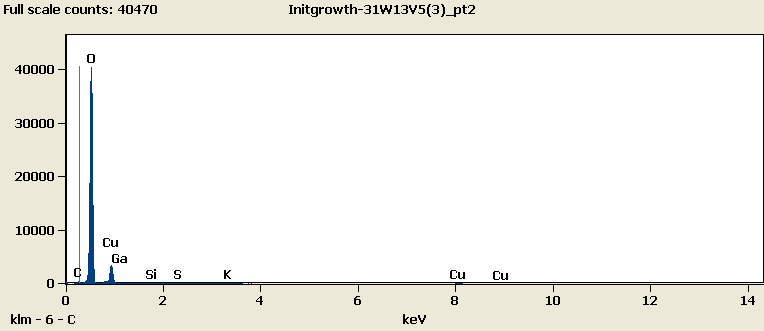 Full scale counts: 40470 Initgrowth-31W13V5(3)_pt2
40000
30000
20000
10000
0
O
Cu
Ga
C
Si
S
K
Cu
Cu
0 2 4 6 8 10 12 14
klm - 6 - C keV